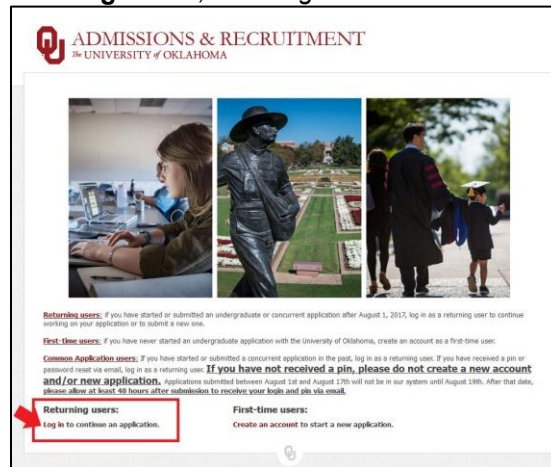 ADMISSIONS & RECRUITMENT
The UNIVERSITY of OKLAHOMA
Returning users: if you have started or submitted an undergraduate or concurrent application after August 1, 2017, log in as a returning user to continue
working on your application or to submit a new one.
First-time users: if you have never started an undergraduate application with the University of Oklahoma, create an account as a first-time user.
Common Application users: If you have started or submitted a concurrent application in the past, log in as a returning user. If you have received a pin or
password reset via email, log in as a returning user. If you have not received a pin, please do not create a new account
and/or new application. Applications submitted between August 1st and August 17th will not be in our system until August 19th. After that date,
please allow at least 48 hours after submission to receive your login and pin via email.
Returning users:
Log in to continue an application.
First-time users:
Create an account to start a new application.